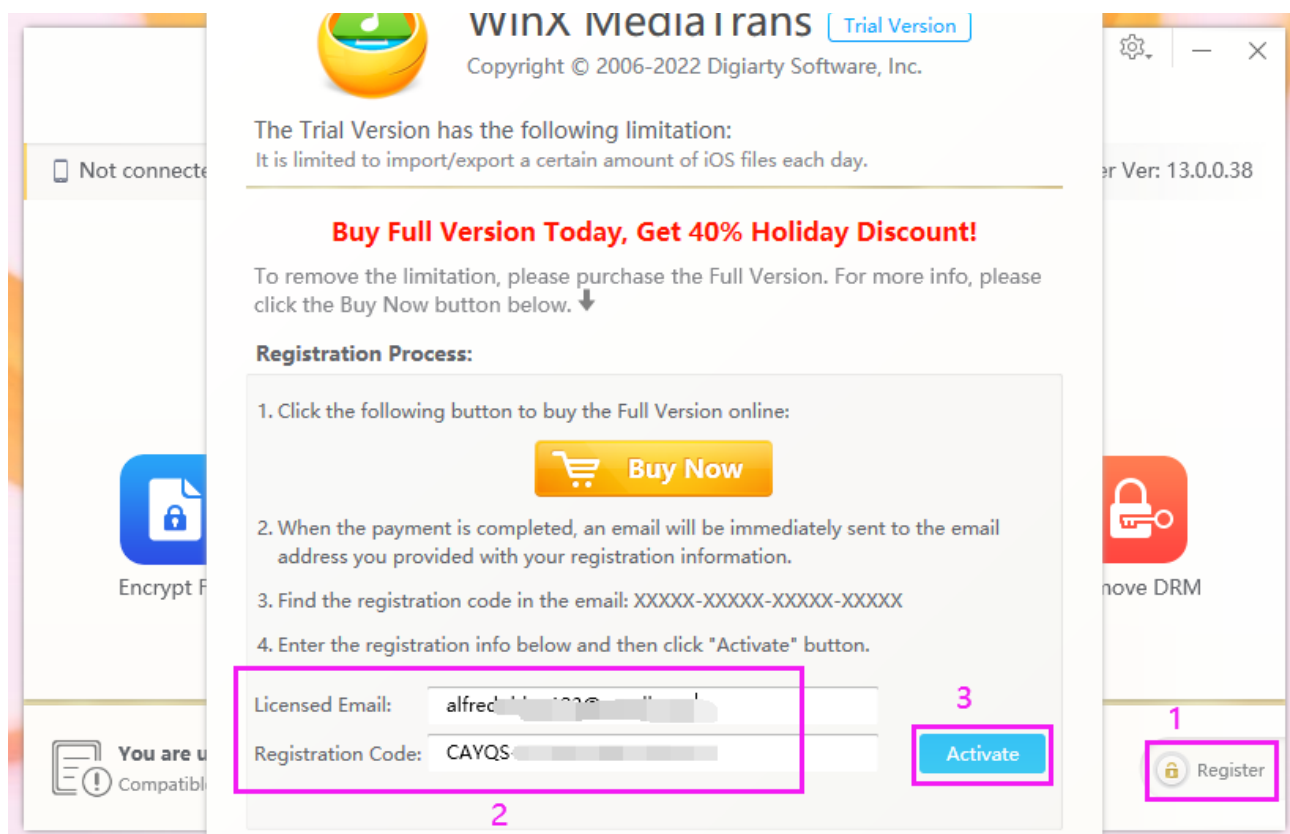 WinX MediaTrans Trial Version
Copyright © 2006-2022 Digiarty Software, Inc.
The Trial Version has the following limitation:
It is limited to import/export a certain amount of iOS files each day.
Not connecte
er Ver: 13.0.0.38
Buy Full Version Today, Get 40% Holiday Discount!
To remove the limitation, please purchase the Full Version. For more info, please
click the Buy Now button below.
Registration Process:
1. Click the following button to buy the Full Version online:
Buy Now
2. When the payment is completed, an email will be immediately sent to the email
address you provided with your registration information.
Encrypt F
move DRM
3. Find the registration code in the email: XXXXX-XXXXX-XXXXX-XXXXX
4. Enter the registration info below and then click "Activate" button.
Licensed Email: alfred
3
1
You are u
Compatibl
Registration Code: CAYQS-
Activate
Register
2